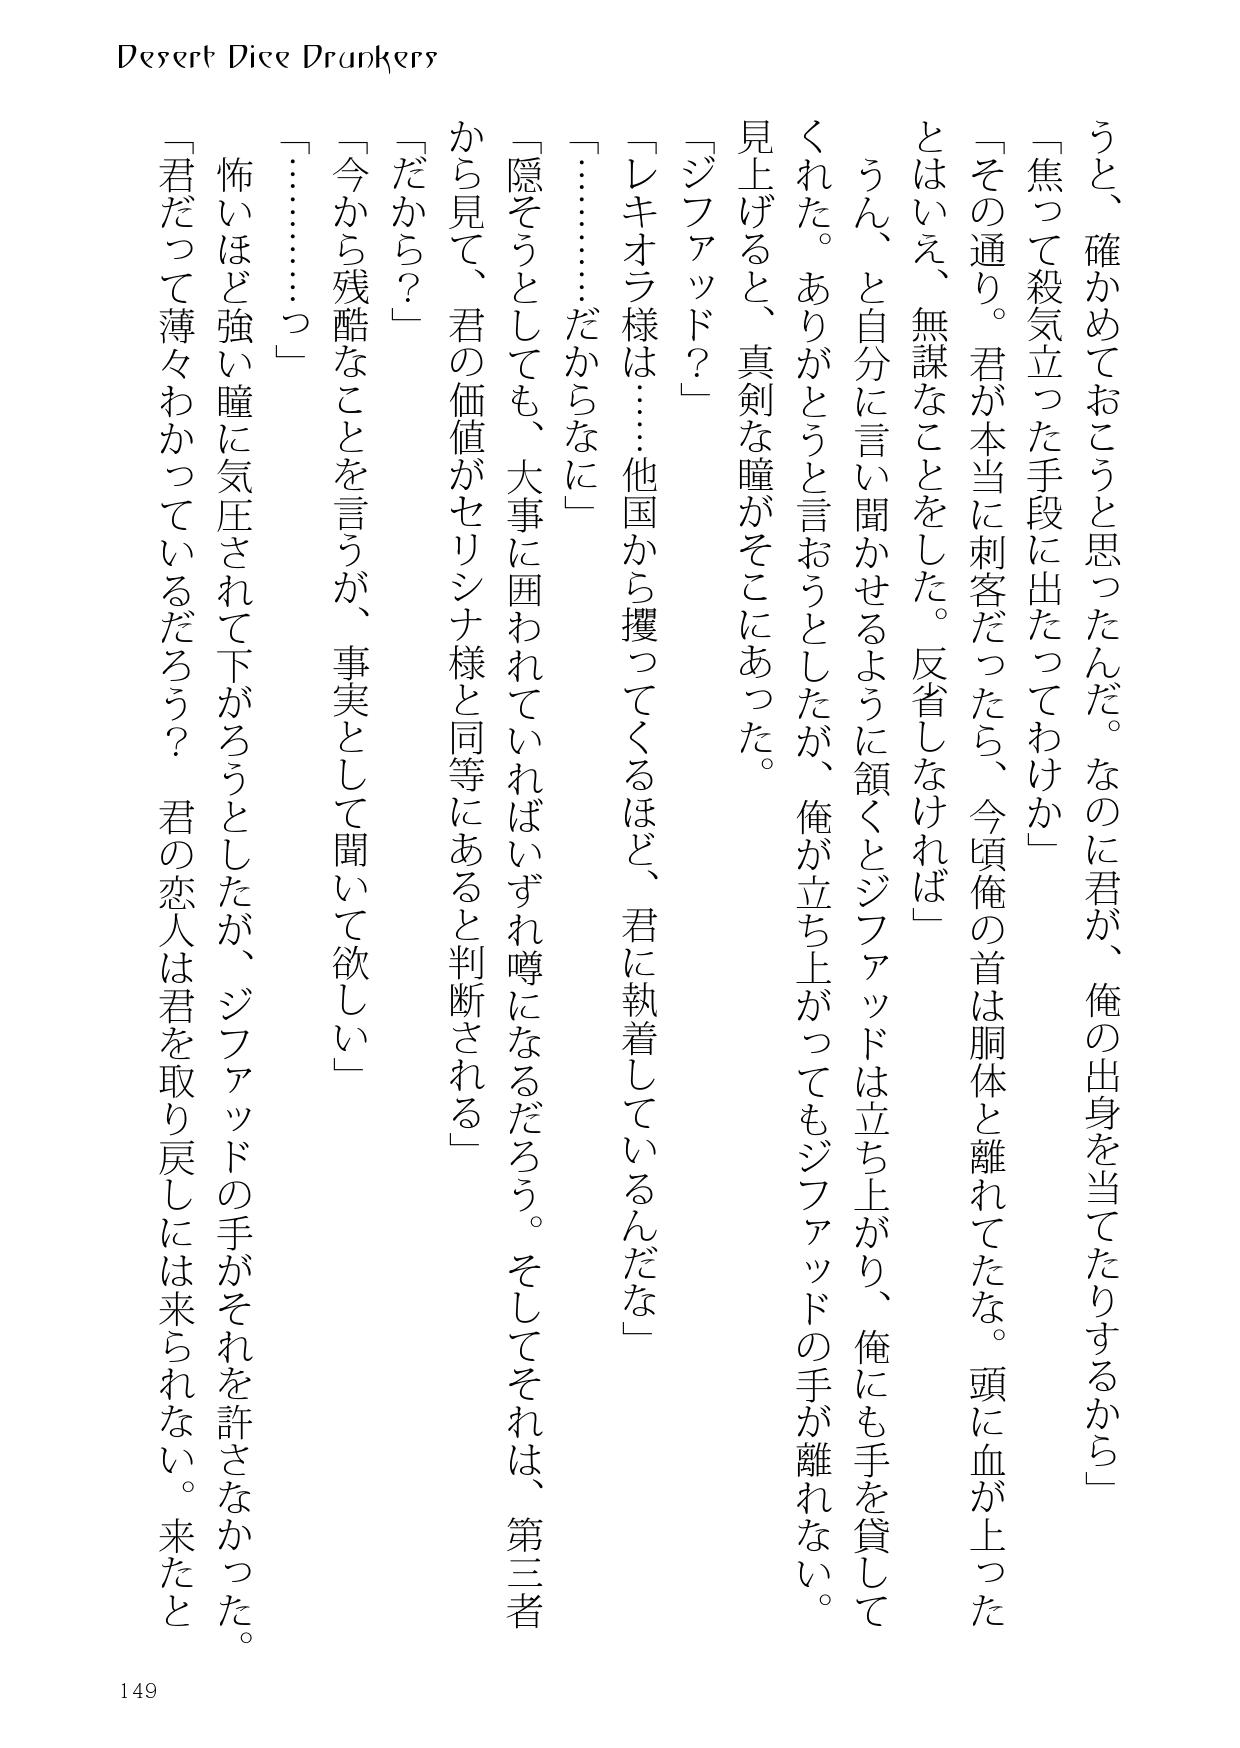 Desert Dice Drunkers
うと、確かめておこうと思ったんだ。なのに君が、俺の出身を当てたりするから」
「焦って殺気立った手段に出たってわけか」
「その通り。君が本当に刺客だったら、今頃俺の首は胴体と離れてたな。頭に血が上った
とはいえ、無謀なことをした。反省しなければ」
　うん、と自分に言い聞かせるように頷くとジファッドは立ち上がり、俺にも手を貸して
くれた。ありがとうと言おうとしたが、俺が立ち上がってもジファッドの手が離れない。
見上げると、真剣な瞳がそこにあった。
「ジファッド？」
「レキオラ様は……他国から攫ってくるほど、君に執着しているんだな」
「…………だからなに」
「隠そうとしても、大事に囲われていればいずれ噂になるだろう。そしてそれは、第三者
から見て、君の価値がセリシナ様と同等にあると判断される」
「だから？」
「今から残酷なことを言うが、事実として聞いて欲しい」
「…………っ」
　怖いほど強い瞳に気圧されて下がろうとしたが、ジファッドの手がそれを許さなかった。
「君だって薄々わかっているだろう？　君の恋人は君を取り戻しには来られない。来たと
149